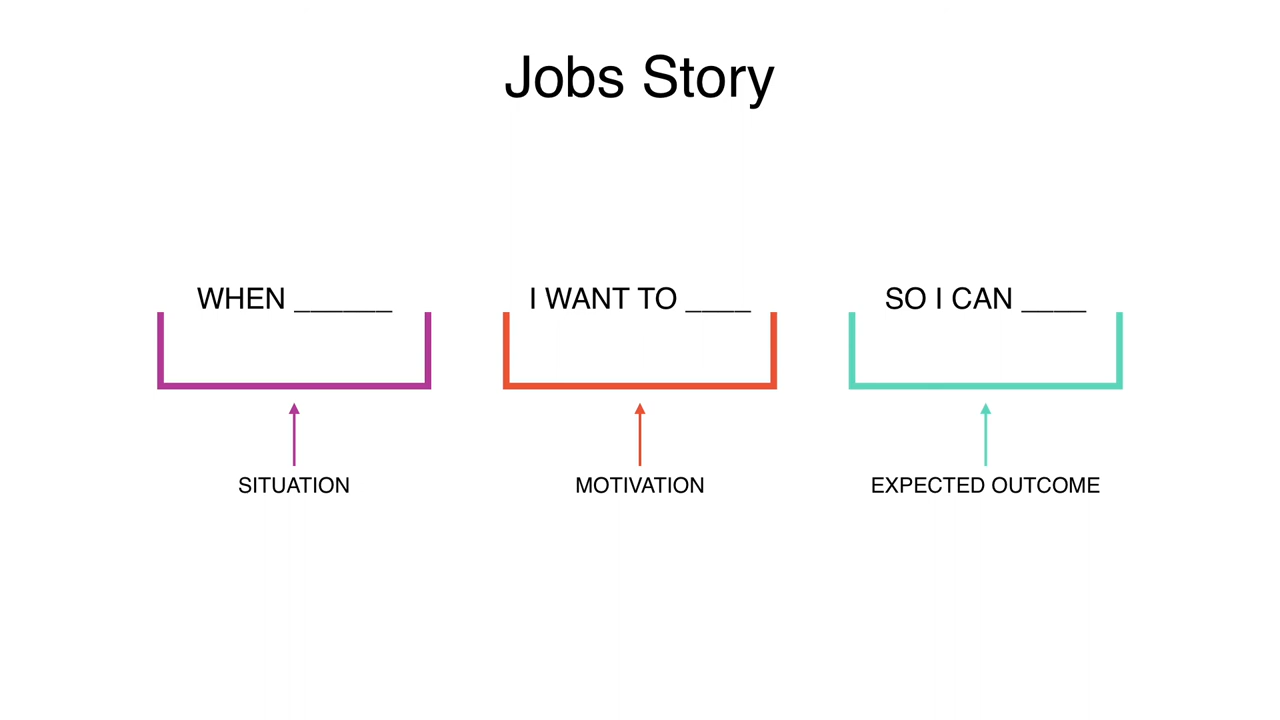 Jobs Story
WHEN ______ I WANT TO ____ SO I CAN ____
SITUATION MOTIVATION EXPECTED OUTCOME